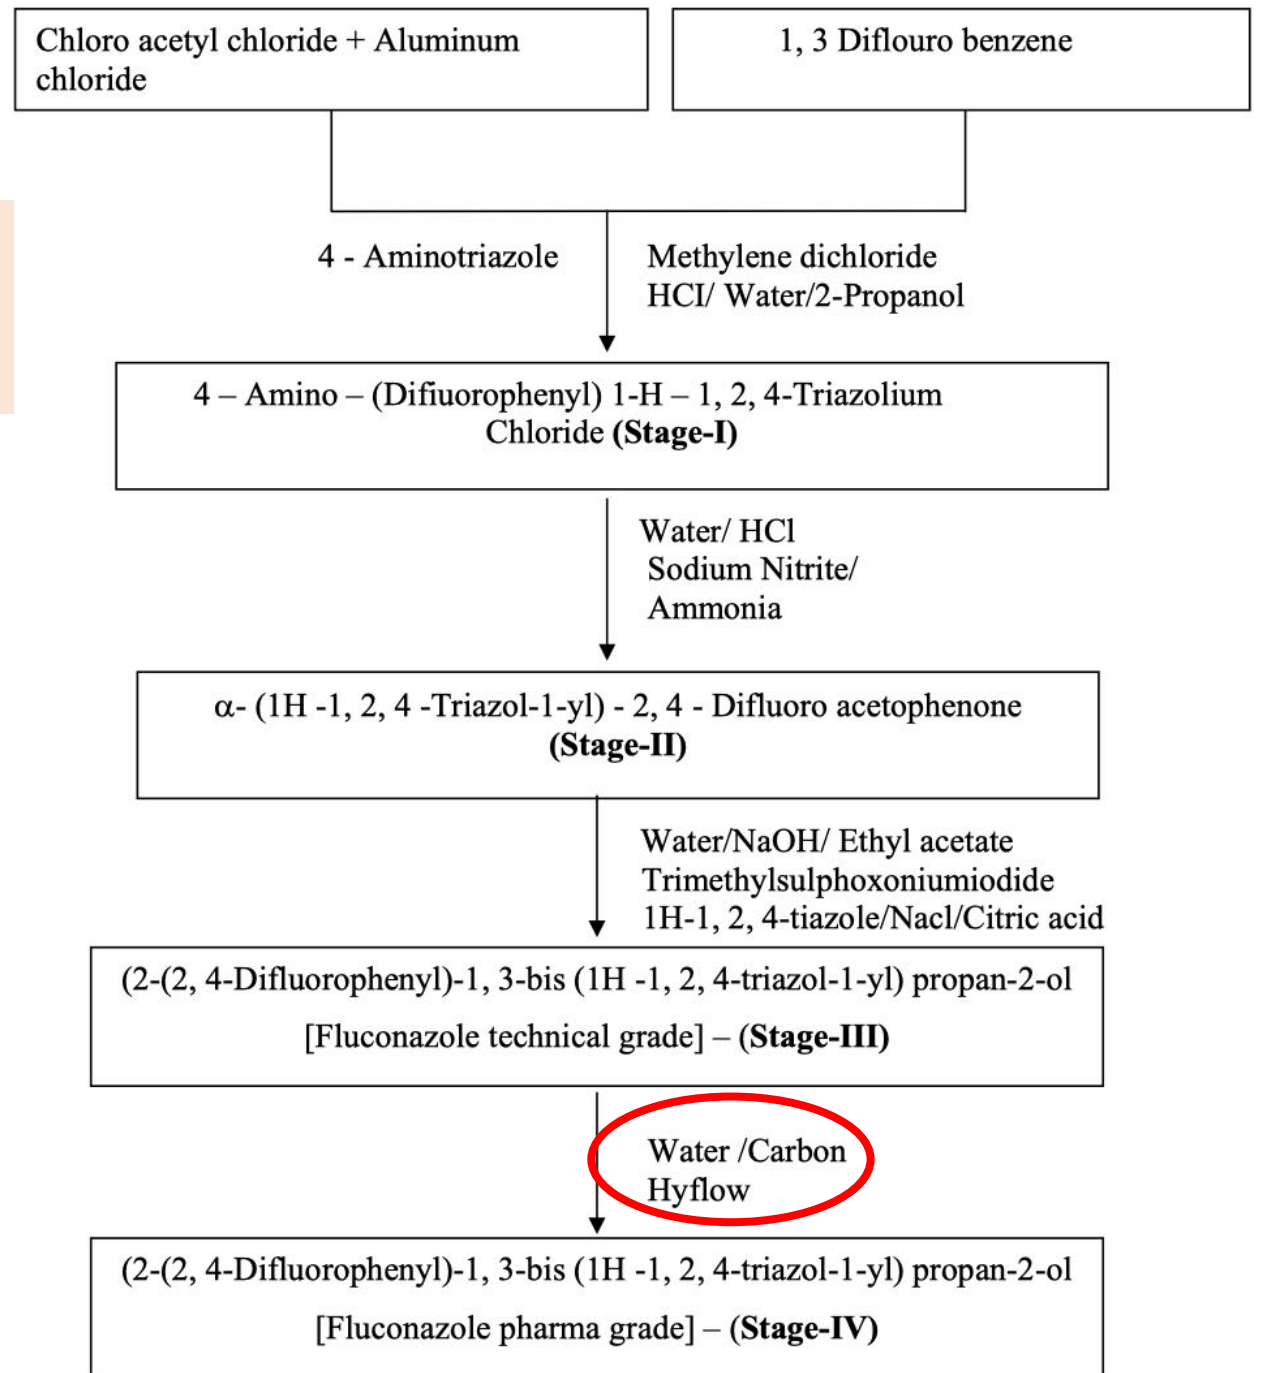 Chloro acetyl chloride + Aluminum
chloride
1, 3 Diflouro benzene
4 - Aminotriazole
Methylene dichloride
HCI/ Water/2-Propanol
4 – Amino – (Difiuorophenyl) 1-H – 1, 2, 4-Triazolium
Chloride (Stage-I)
Water/ HCl
Sodium Nitrite/
Ammonia
α- (1H -1, 2, 4 -Triazol-1-yl) - 2, 4 - Difluoro acetophenone
(Stage-II)
Water/NaOH/ Ethyl acetate
Trimethylsulphoxoniumiodide
1H-1, 2, 4-tiazole/Nacl/Citric acid
(2-(2, 4-Difluorophenyl)-1, 3-bis (1H -1, 2, 4-triazol-1-yl) propan-2-ol
[Fluconazole technical grade] – (Stage-III)
Water /Carbon
Hyflow
(2-(2, 4-Difluorophenyl)-1, 3-bis (1H -1, 2, 4-triazol-1-yl) propan-2-ol
[Fluconazole pharma grade] – (Stage-IV)